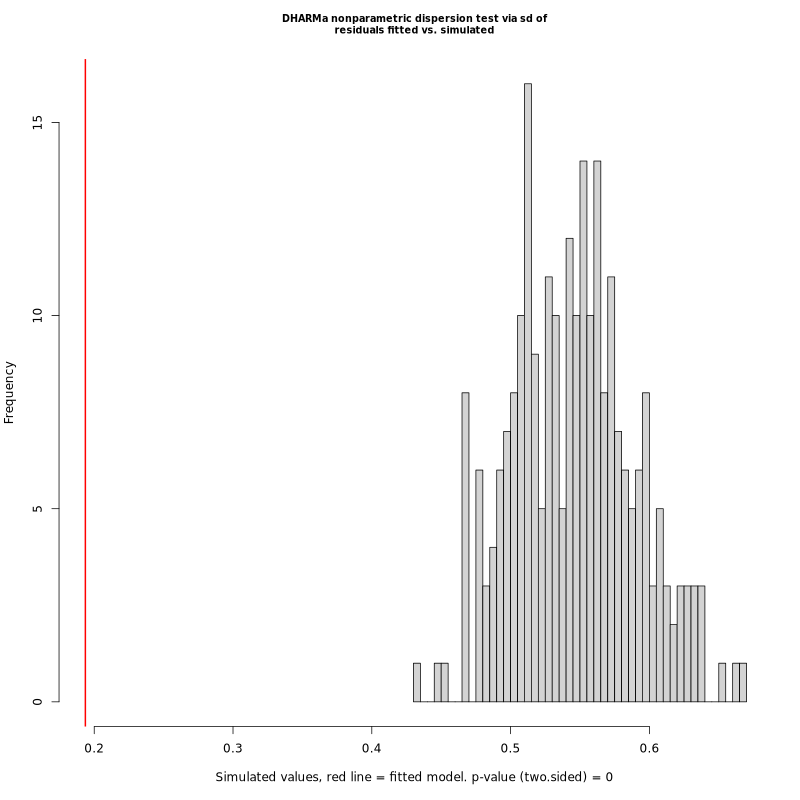 DHARMa nonparametric dispersion test via sd of
residuals fitted vs. simulated
Frequency
15
10
5
0
0.2 0.3 0.4 0.5 0.6
Simulated values, red line = fitted model. p-value (two.sided) = 0